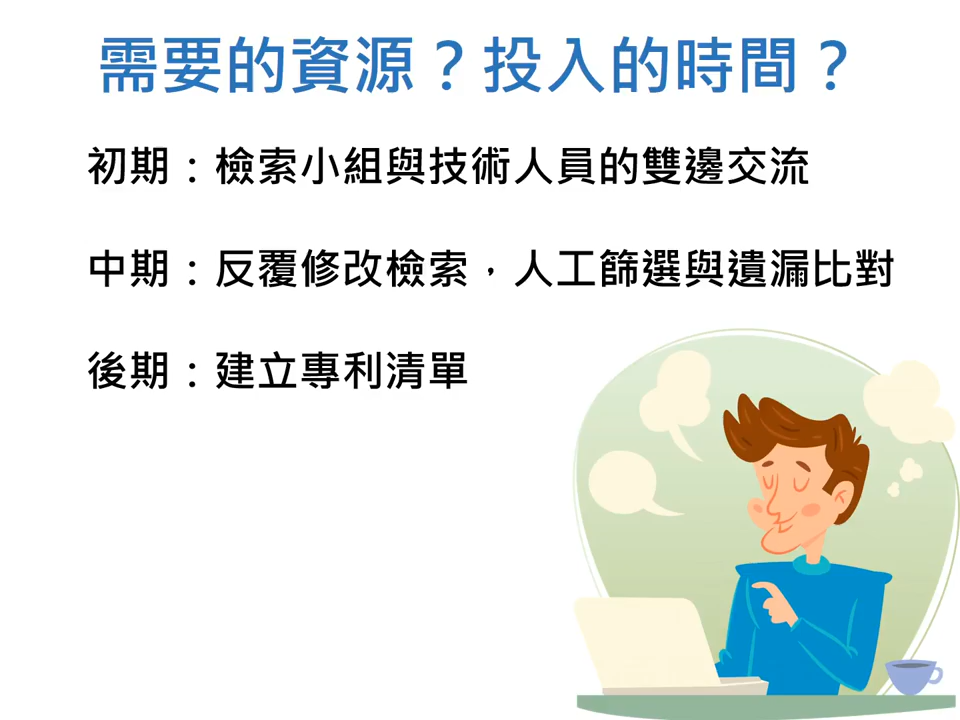 需要的資源？投入的時間？
初期：檢索小組與技術人員的雙邊交流
中期：反覆修改檢索，人工篩選與遺漏比對
後期：建立專利清單